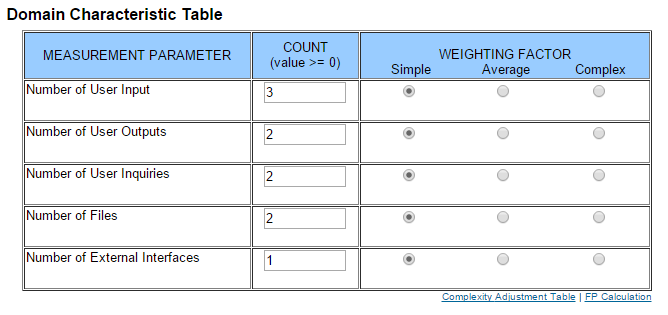 Domain Characteristic Table
MEASUREMENT PARAMETER
COUNT
(value >= 0)
WEIGHTING FACTOR
Simple Average Complex
Number of User Input 3
Number of User Outputs 2
Number of User Inquiries 2
Number of Files 2
Number of External Interfaces 1
Complexity Adjustment Table | FP Calculation